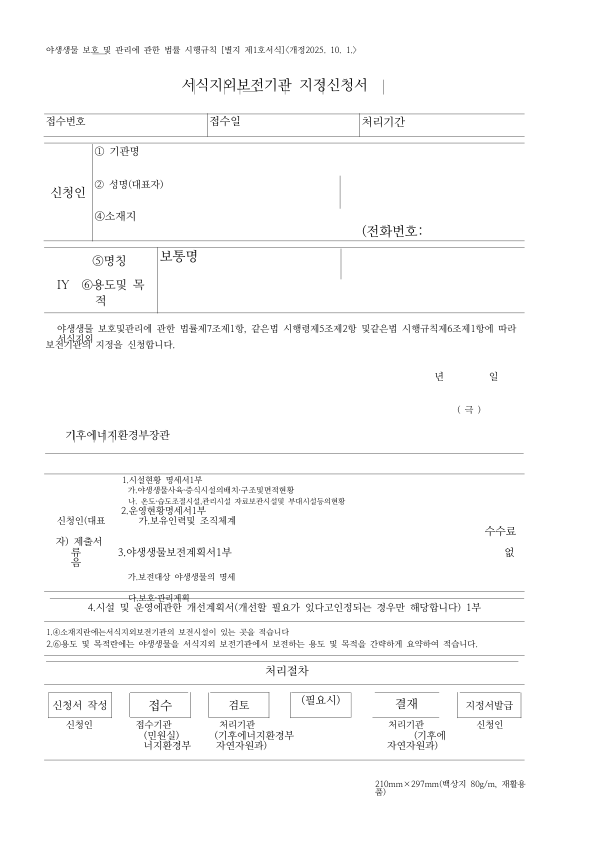 야생생물 보호 및 관리에 관한 법률 시행규칙 [별지 제1호서식]<개정2025. 10. 1.>
서식지외보전기관 지정신청서
접수번호 접수일 처리기간
① 기관명
신청인 ② 성명(대표자)
④소재지
(전화번호:
⑤명칭 보통명
IY ⑥용도및 목
적
야생생물 보호및관리에 관한 법률제7조제1항, 같은법 시행령제5조제2항 및같은법 시행규칙제6조제1항에 따라
서식지외
보전기관의 지정을 신청합니다.
년 일
( 극 )
기후에너지환경부장관
1.시설현황 명세서1부
가.야생생물사육·증식시설의배치·구조및면적현황
나. 온도·습도조절시설,관리시설 자료보관시설및 부대시설등의현황
2.운영현황명세서1부
신청인(대표 가.보유인력및 조직체계
수수료
자) 제출서
류 3.야생생물보전계획서1부 없
음
가.보전대상 야생생물의 명세
다.보호·관리계획
4.시설 및 운영에관한 개선계획서(개선할 필요가 있다고인정되는 경우만 해당합니다) 1부
1.④소재지란에는서식지외보전기관의 보전시설이 있는 곳을 적습니다
2.⑥용도 및 목적란에는 야생생물을 서식지외 보전기관에서 보전하는 용도 및 목적을 간략하게 요약하여 적습니다.
처리절차
신청서 작성 접수 검토 (필요시) 결재 지정서발급
신청인 접수기관 처리기관 처리기관 신청인
(민원실) (기후에너지환경부 (기후에
너지환경부 자연자원과) 자연자원과)
210mm×297mm(백상지 80g/m, 재활용
품)